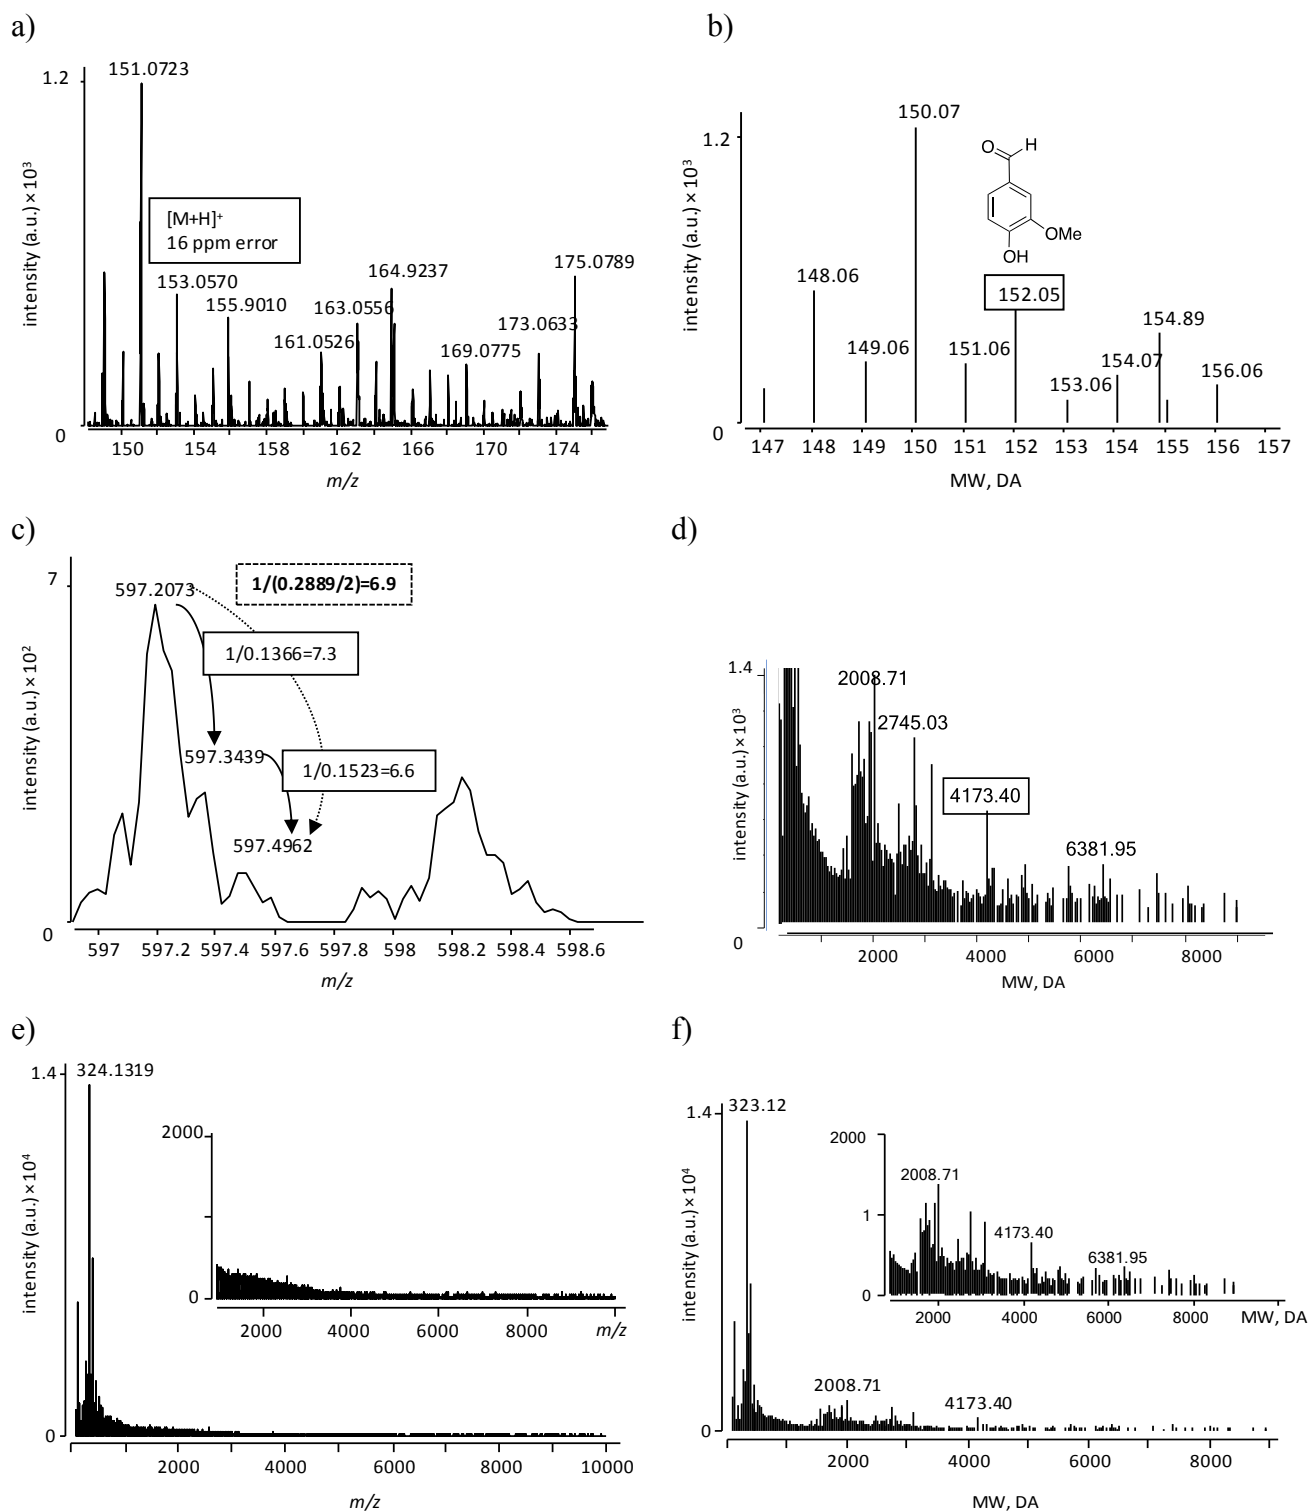 a)
1.2
151.0723
intensity (a.u.) × 10³
[M+H]⁺
16 ppm error
153.0570
155.9010
161.0526
163.0556
164.9237
169.0775
173.0633
175.0789
0
150 154 158 162 166 170 174
m/z
b)
1.2
150.07
intensity (a.u.) × 10³
O
H
OMe
OH
148.06
149.06
151.06
152.05
153.06
154.07
154.89
156.06
0
147 148 149 150 151 152 153 154 155 156 157
MW, DA
c)
7
597.2073
1/(0.2889/2)=6.9
1/0.1366=7.3
597.3439
1/0.1523=6.6
597.4962
intensity (a.u.) × 10²
0
597 597.2 597.4 597.6 597.8 598 598.2 598.4 598.6
m/z
d)
1.4
2008.71
2745.03
4173.40
6381.95
intensity (a.u.) × 10³
0
2000 4000 6000 8000
MW, DA
e)
1.4
324.1319
intensity (a.u.) × 10⁴
2000
0
2000 4000 6000 8000 m/z
0
2000 4000 6000 8000 10000
m/z
f)
1.4
323.12
intensity (a.u.) × 10⁴
2000
1
0
2008.71
4173.40
6381.95
2000 4000 6000 8000 MW, DA
2008.71
4173.40
0
2000 4000 6000 8000
MW, DA